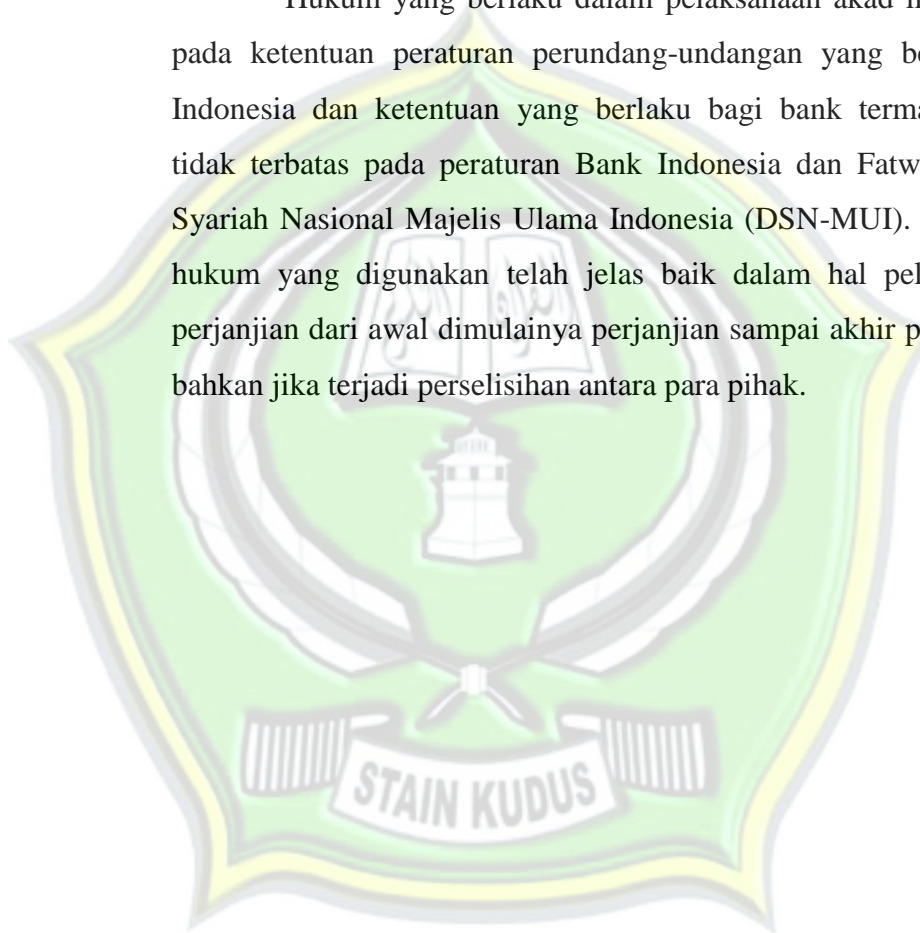 Hukum yang berlaku dalam pelaksanaan akad
pada ketentuan peraturan perundang-undangan yang
Indonesia dan ketentuan yang berlaku bagi bank
tidak terbatas pada peraturan Bank Indonesia dan
Syariah Nasional Majelis Ulama Indonesia (DSN-MUI).
hukum yang digunakan telah jelas baik dalam hal
perjanjian dari awal dimulainya perjanjian sampai akhir
bahkan jika terjadi perselisihan antara para pihak.
STAIN KUDUS